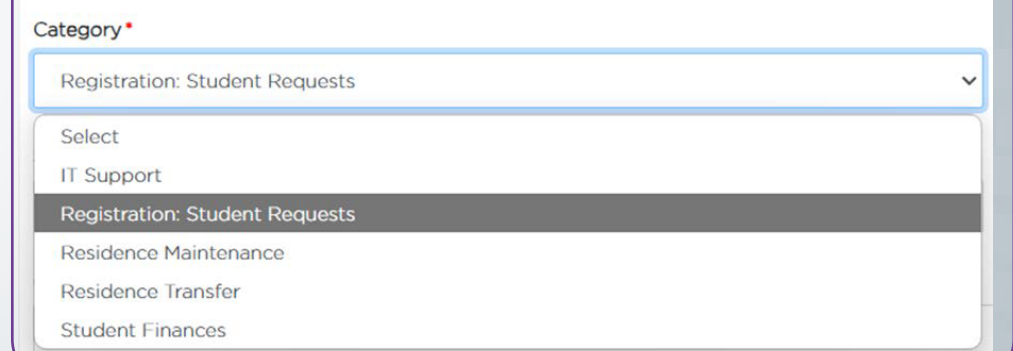 Category*
Registration: Student Requests
Select
IT Support
Registration: Student Requests
Residence Maintenance
Residence Transfer
Student Finances